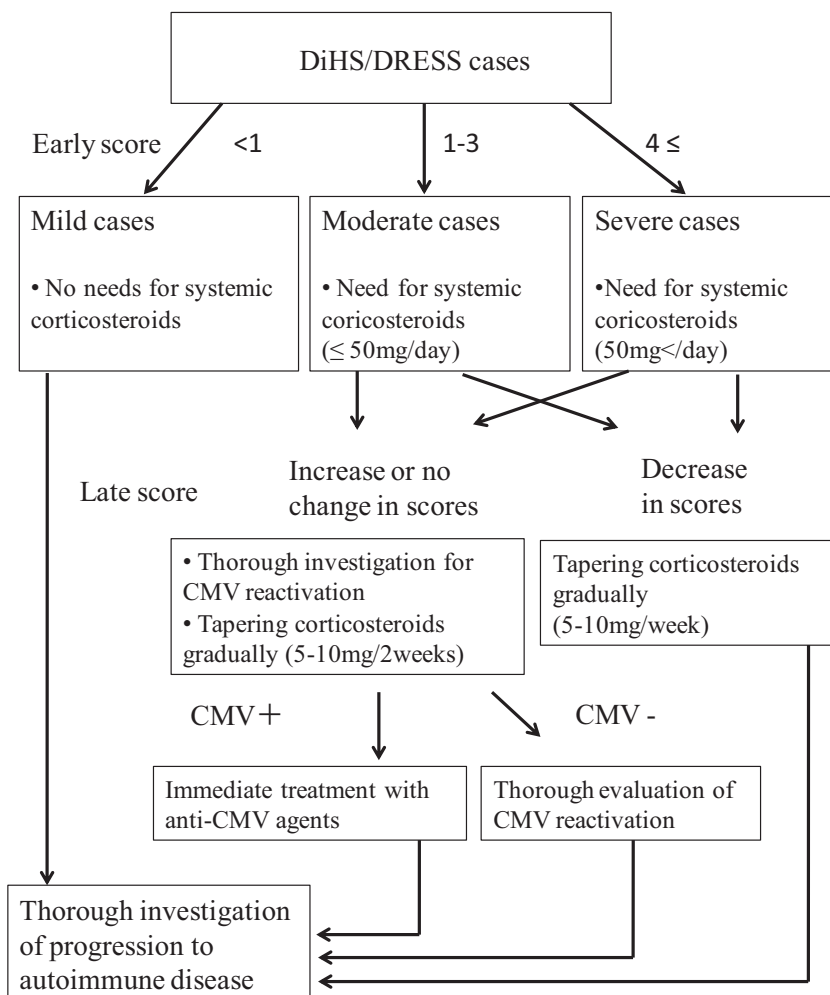 DiHS/DRESS cases
Early score
<1
1-3
4 ≤
Mild cases
• No needs for systemic
corticosteroids
Moderate cases
• Need for systemic
coricosteroids
(≤ 50mg/day)
Severe cases
•Need for systemic
coricosteroids
(50mg</day)
Late score
Increase or no
change in scores
Decrease
in scores
• Thorough investigation for
CMV reactivation
• Tapering corticosteroids
gradually (5-10mg/2weeks)
Tapering corticosteroids
gradually
(5-10mg/week)
CMV+
CMV -
Immediate treatment with
anti-CMV agents
Thorough evaluation of
CMV reactivation
Thorough investigation
of progression to
autoimmune disease